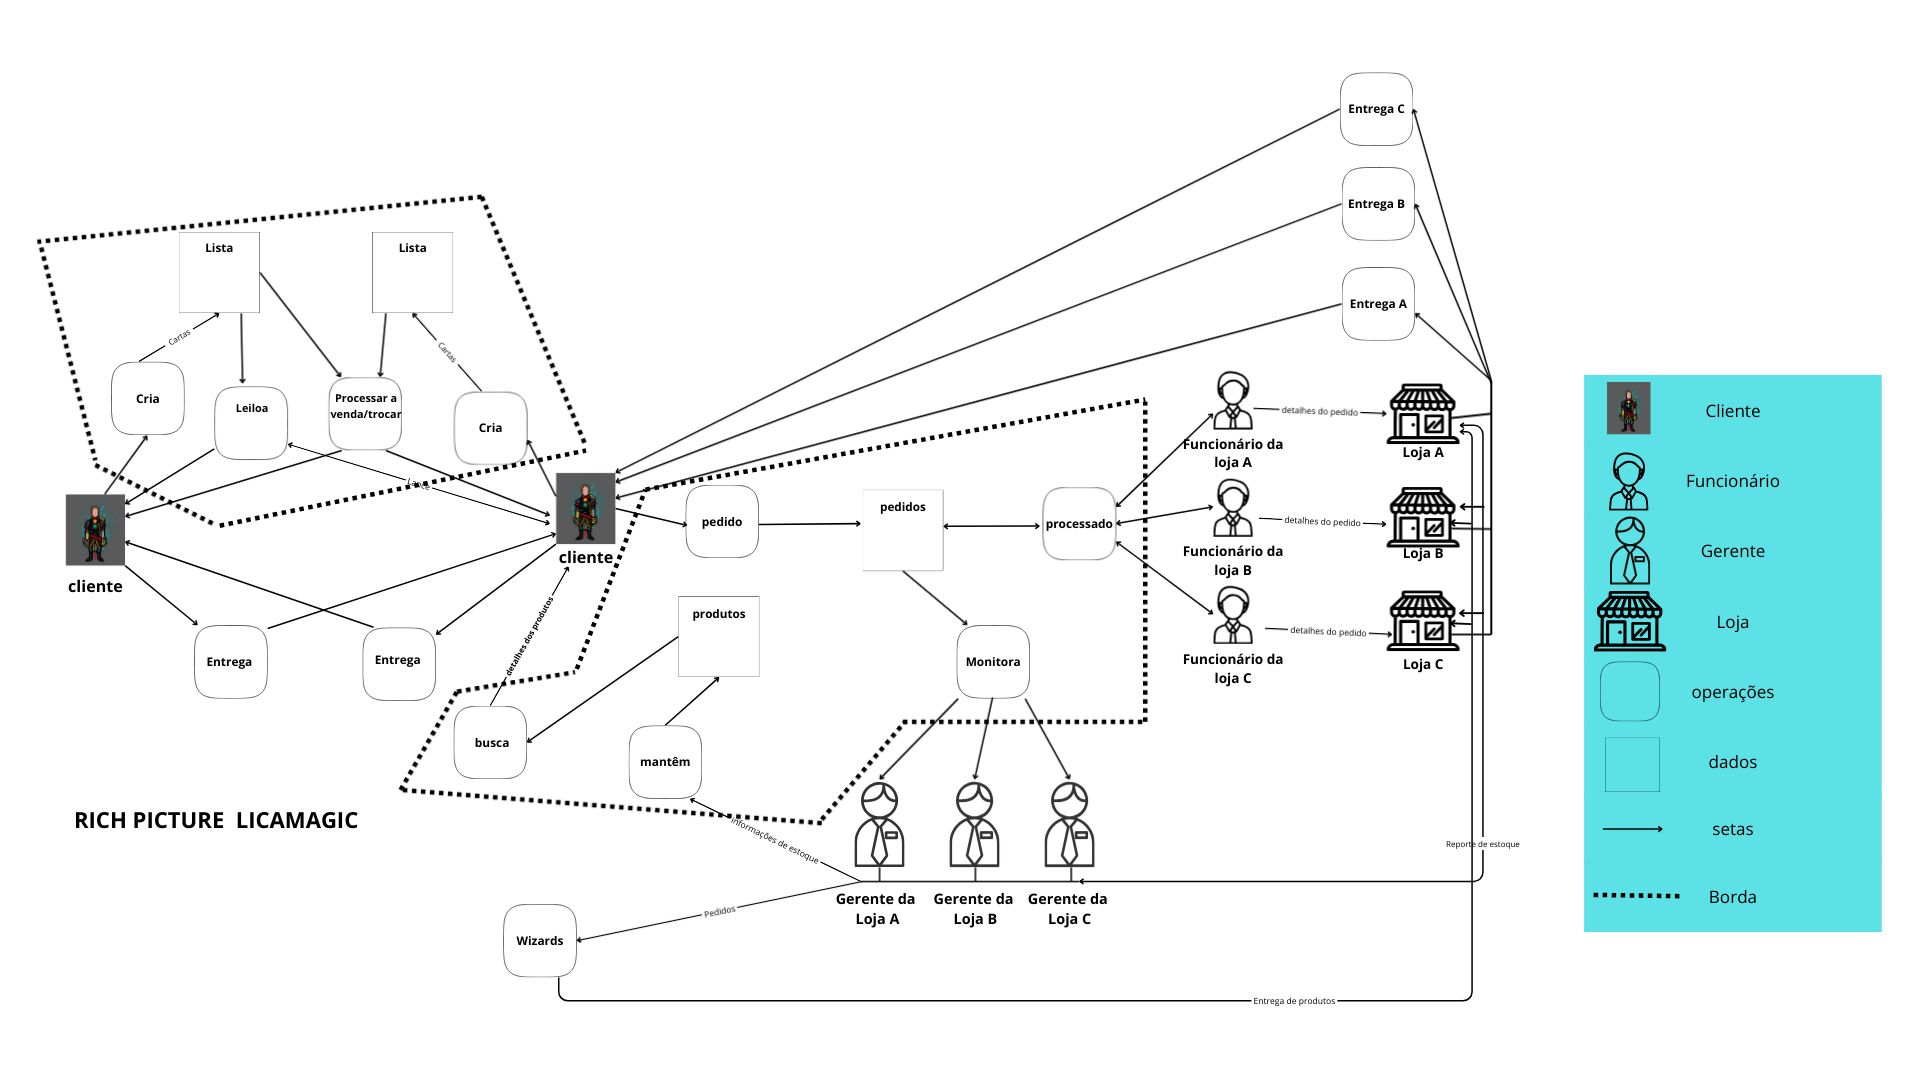 Entrega C
Entrega B
Entrega A
Lista
Lista
Cartas
Cartas
Cria
Leiloa
Processar a
venda/trocar
Cria
Lance
cliente
cliente
Entrega
Entrega
detalhes dos produtos
pedido
pedidos
processado
produtos
Monitora
busca
mantêm
Funcionário da
loja A
Funcionário da
loja B
Funcionário da
loja C
detalhes do pedido
detalhes do pedido
detalhes do pedido
Loja A
Loja B
Loja C
RICH PICTURE LICAMAGIC
informações de estoque
Reporte de estoque
Gerente da
Loja A
Gerente da
Loja B
Gerente da
Loja C
Pedidos
Wizards
Entrega de produtos
Cliente
Funcionário
Gerente
Loja
operações
dados
setas
Borda